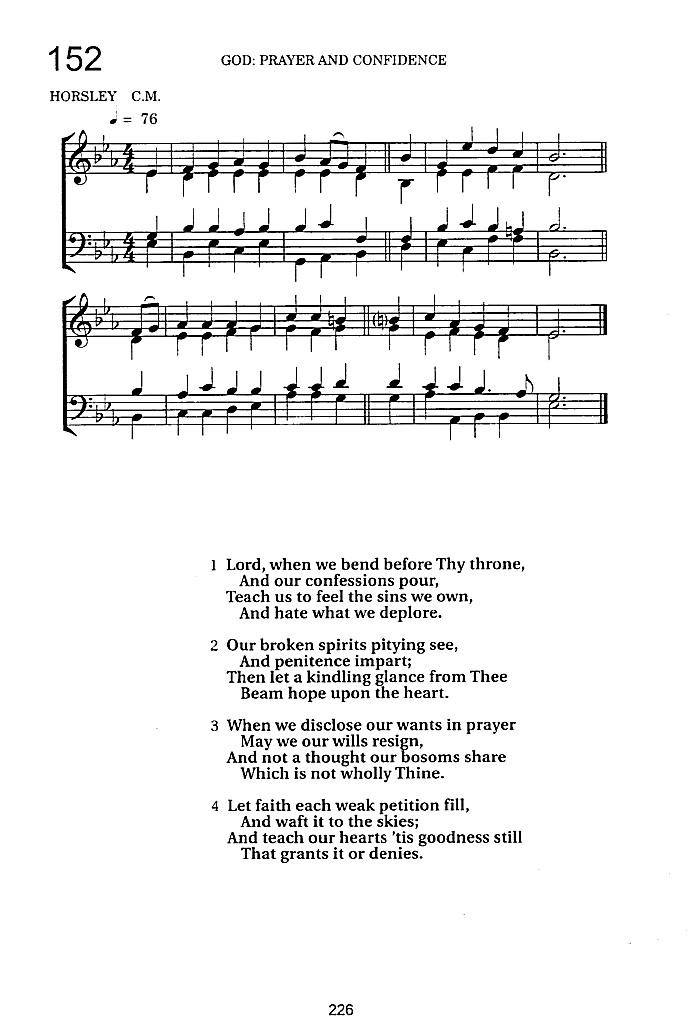 152
GOD: PRAYER AND CONFIDENCE
HORSLEY C.M.
♩ = 76
1 Lord, when we bend before Thy throne,
And our confessions pour,
Teach us to feel the sins we own,
And hate what we deplore.
2 Our broken spirits pitying see,
And penitence impart;
Then let a kindling glance from Thee
Beam hope upon the heart.
3 When we disclose our wants in prayer
May we our wills resign,
And not a thought our bosoms share
Which is not wholly Thine.
4 Let faith each weak petition fill,
And waft it to the skies;
And teach our hearts ’tis goodness still
That grants it or denies.
226